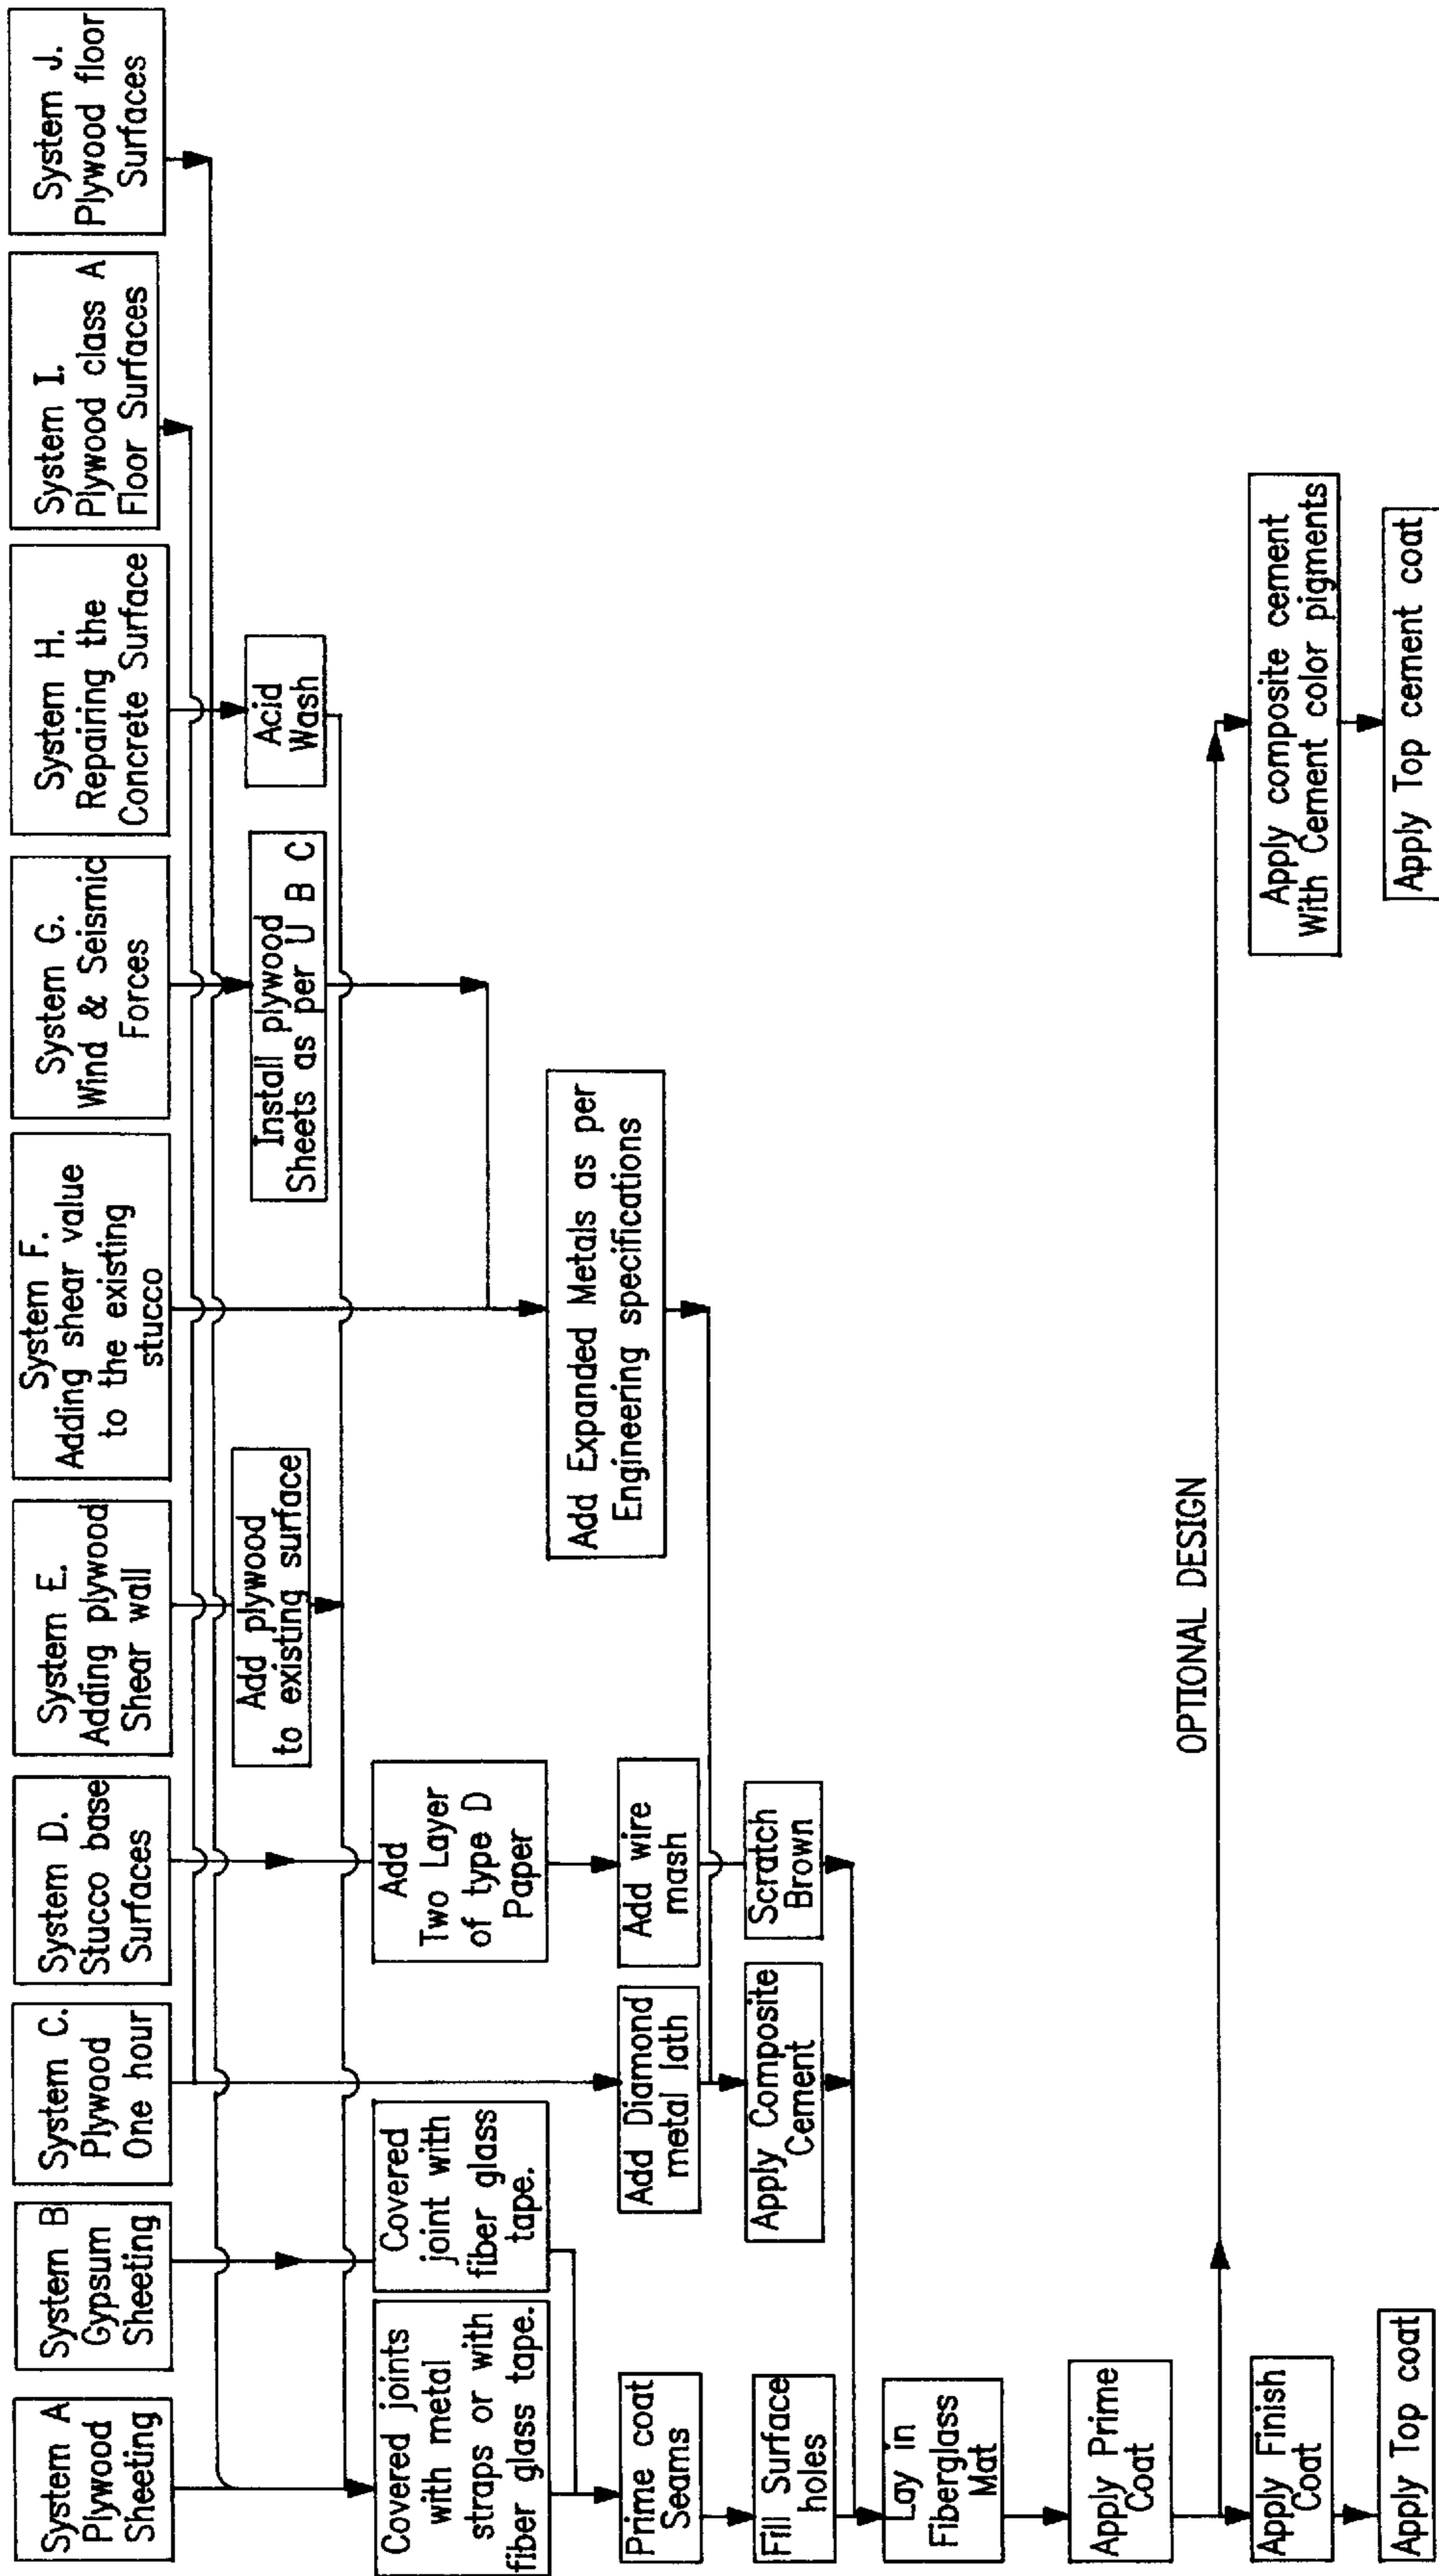 System A
Plywood
Sheeting
System B
Gypsum
Sheeting
System C.
Plywood
One hour
System D.
Stucco base
Surfaces
System E.
Adding plywood
Shear wall
System F.
Adding shear value
to the existing
stucco
System G.
Wind & Seismic
Forces
System H.
Repairing the
Concrete Surface
System I.
Plywood class A
Floor Surfaces
System J.
Plywood floor
Surfaces
Add plywood
to existing surface
Install plywood
Sheets as per U B C
Acid
Wash
Covered joints
with metal
straps or with
fiber glass tape.
Covered
joint with
fiber glass
tape.
Add
Two Layer
of type D
Paper
Add Expanded Metals as per
Engineering specifications
Prime coat
Seams
Add Diamond
metal lath
Add wire
mash
Fill Surface
holes
Apply Composite
Cement
Scratch
Brown
Lay in
Fiberglass
Mat
Apply Prime
Coat
OPTIONAL DESIGN
Apply Finish
Coat
Apply composite cement
With Cement color pigments
Apply Top coat
Apply Top cement coat